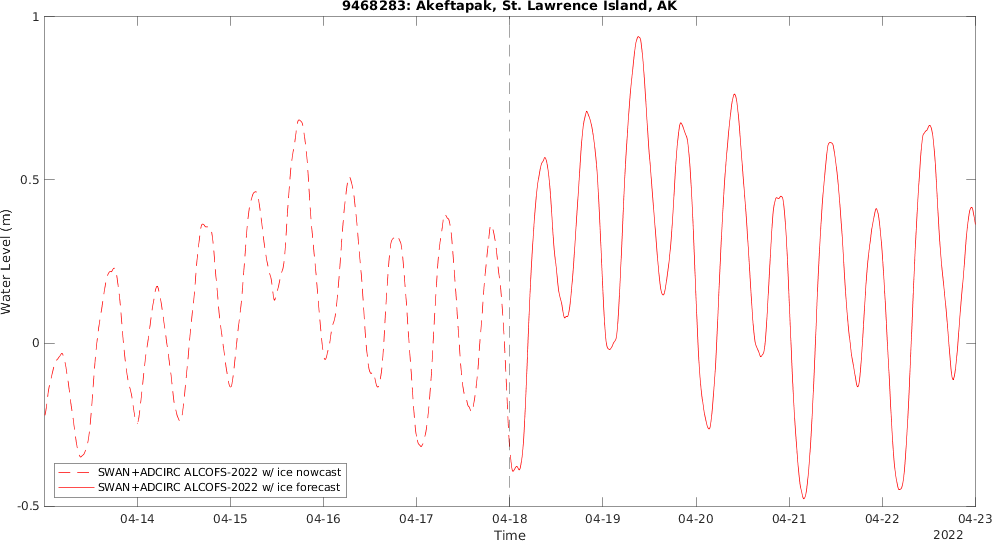 9468283: Akeftapak, St. Lawrence Island, AK
1
0.5
0
-0.5
Water Level (m)
SWAN+ADCIRC ALCOFS-2022 w/ ice nowcast
SWAN+ADCIRC ALCOFS-2022 w/ ice forecast
04-14 04-15 04-16 04-17 04-18 04-19 04-20 04-21 04-22 04-23
Time
2022